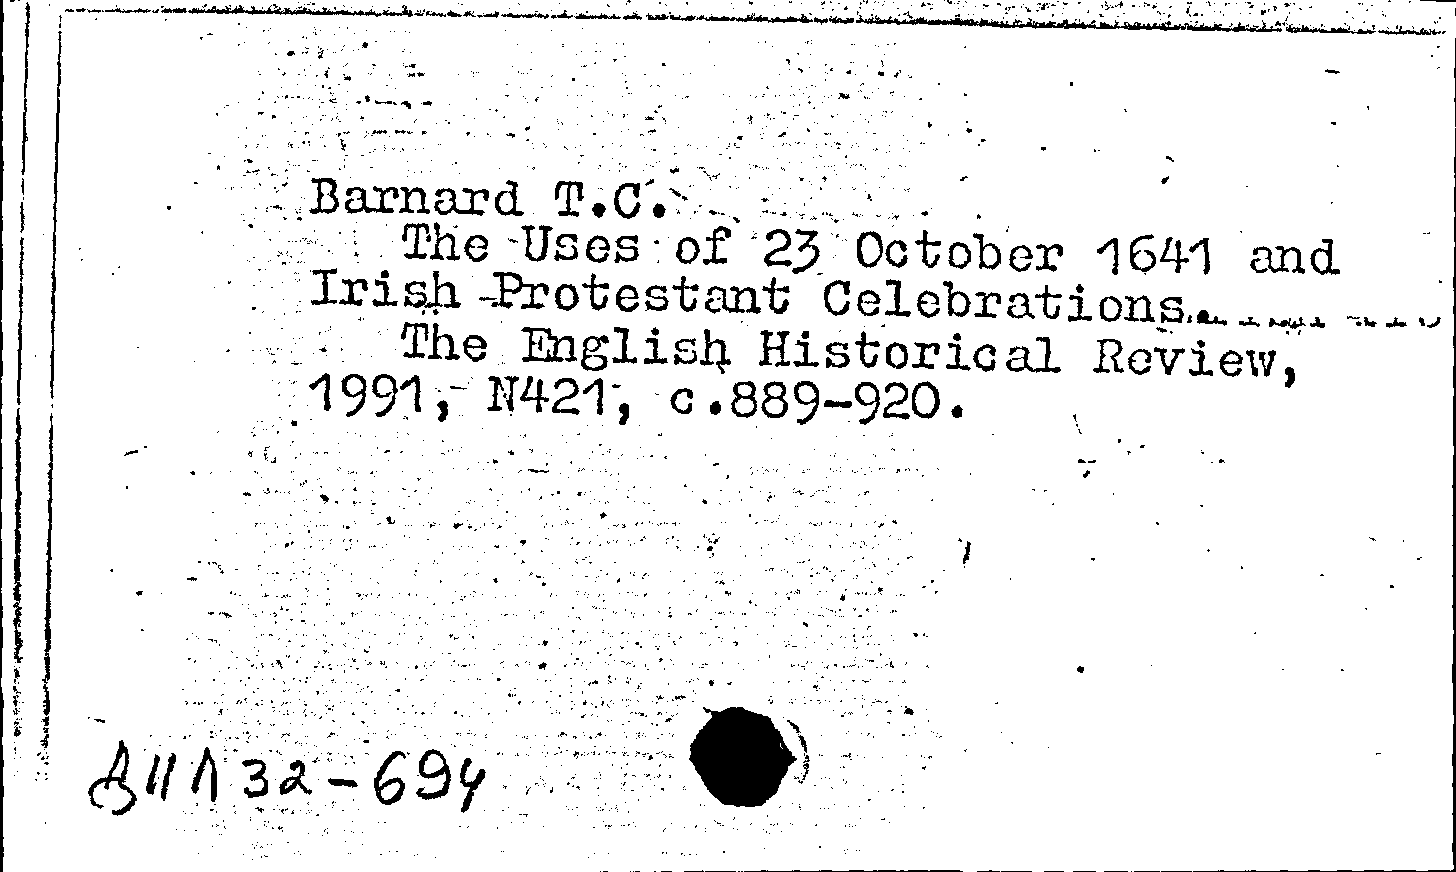 Barnard T.C.
The Uses of 23 October 1641 and
Irish Protestant Celebrations.
The English Historical Review,
1991, N421, c.889-920.
32-694